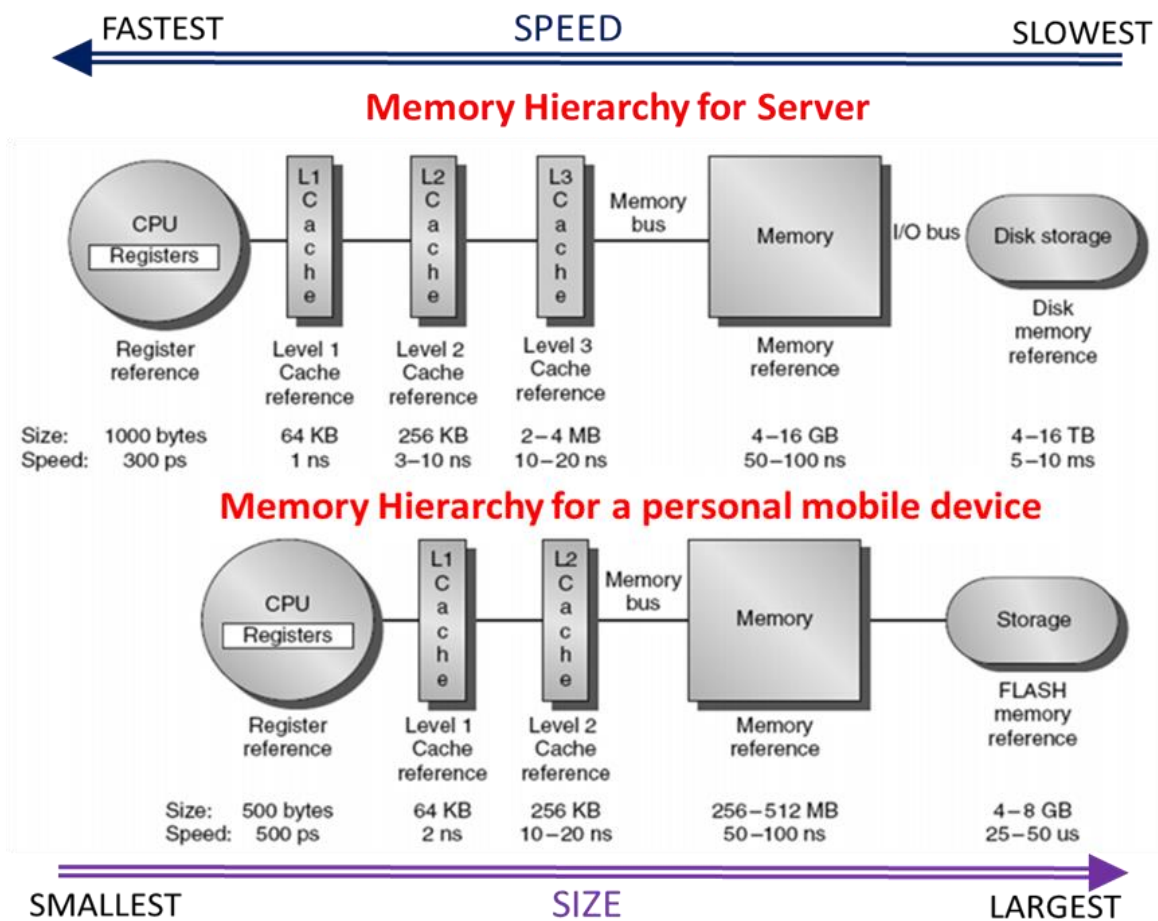 FASTEST SPEED SLOWEST
Memory Hierarchy for Server
CPU
Registers
L1
C
a
c
h
e
L2
C
a
c
h
e
L3
C
a
c
h
e
Memory
bus
Memory
I/O bus
Disk storage
Register
reference
Level 1
Cache
reference
Level 2
Cache
reference
Level 3
Cache
reference
Memory
reference
Disk
memory
reference
Size: 1000 bytes 64 KB 256 KB 2–4 MB 4–16 GB 4–16 TB
Speed: 300 ps 1 ns 3–10 ns 10–20 ns 50–100 ns 5–10 ms
Memory Hierarchy for a personal mobile device
CPU
Registers
L1
C
a
c
h
e
L2
C
a
c
h
e
Memory
bus
Memory
Storage
Register
reference
Level 1
Cache
reference
Level 2
Cache
reference
Memory
reference
FLASH
memory
reference
Size: 500 bytes 64 KB 256 KB 256–512 MB 4–8 GB
Speed: 500 ps 2 ns 10–20 ns 50–100 ns 25–50 us
SMALLEST SIZE LARGEST